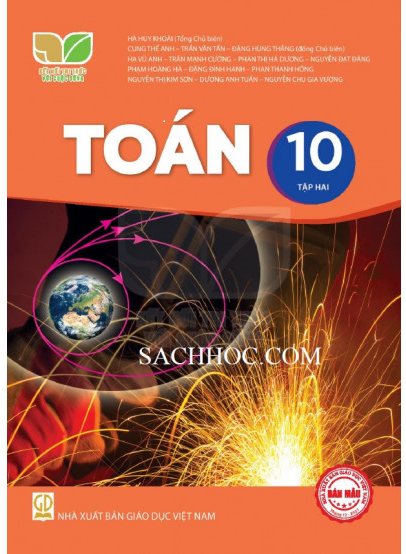 HÀ HUY KHOÁI (Tổng Chủ biên)
CUNG THẾ ANH – TRẦN VĂN TẤN – ĐẶNG HÙNG THẮNG (đồng Chủ biên)
HẠ VŨ ANH – TRẦN MẠNH CƯỜNG – PHAN THỊ HÀ DƯƠNG – NGUYỄN ĐẠT ĐĂNG
PHẠM HOÀNG HÀ – ĐẶNG ĐÌNH HANH – PHAN THANH HỒNG
NGUYỄN THỊ KIM SƠN – DƯƠNG ANH TUẤN – NGUYỄN CHU GIA VƯỢNG
KẾT NỐI TRI THỨC
VỚI CUỘC SỐNG
TOÁN 10
TẬP HAI
SACHHOC.COM
BẢN MẪU
NHÀ XUẤT BẢN GIÁO DỤC VIỆT NAM